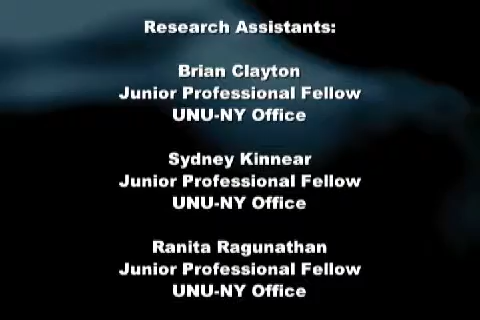 Research Assistants:
Brian Clayton
Junior Professional Fellow
UNU-NY Office
Sydney Kinnear
Junior Professional Fellow
UNU-NY Office
Ranita Ragunathan
Junior Professional Fellow
UNU-NY Office